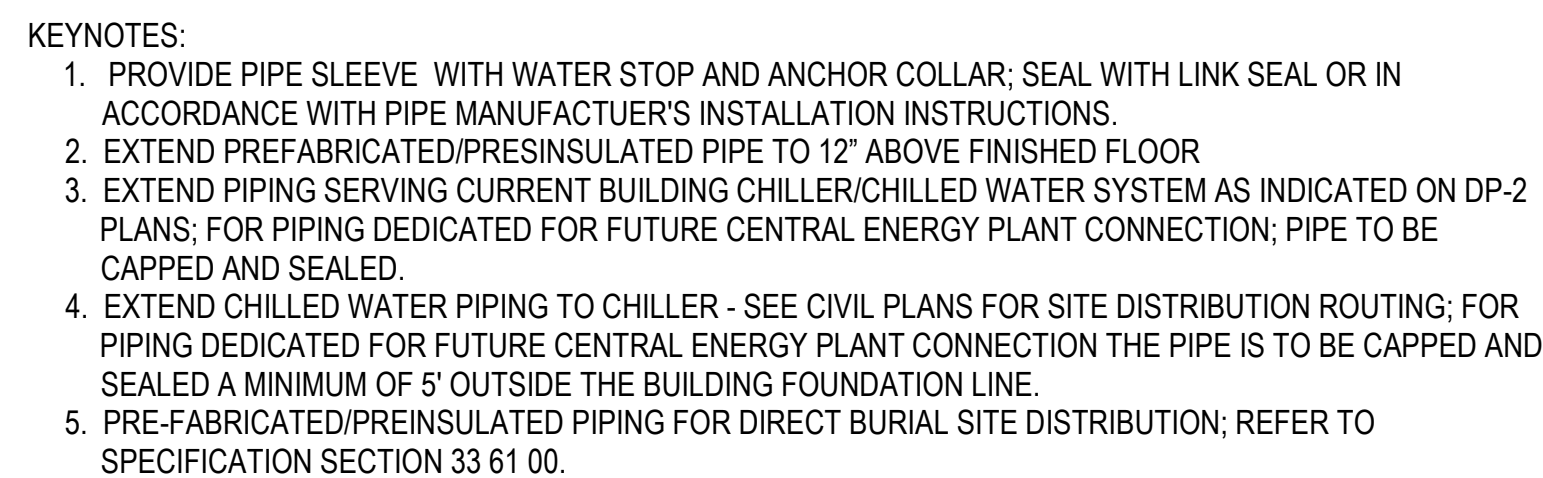 KEYNOTES:
1. PROVIDE PIPE SLEEVE WITH WATER STOP AND ANCHOR COLLAR; SEAL WITH LINK SEAL OR IN
ACCORDANCE WITH PIPE MANUFACTUER'S INSTALLATION INSTRUCTIONS.
2. EXTEND PREFABRICATED/PRESINSULATED PIPE TO 12” ABOVE FINISHED FLOOR
3. EXTEND PIPING SERVING CURRENT BUILDING CHILLER/CHILLED WATER SYSTEM AS INDICATED ON DP-2
PLANS; FOR PIPING DEDICATED FOR FUTURE CENTRAL ENERGY PLANT CONNECTION; PIPE TO BE
CAPPED AND SEALED.
4. EXTEND CHILLED WATER PIPING TO CHILLER - SEE CIVIL PLANS FOR SITE DISTRIBUTION ROUTING; FOR
PIPING DEDICATED FOR FUTURE CENTRAL ENERGY PLANT CONNECTION THE PIPE IS TO BE CAPPED AND
SEALED A MINIMUM OF 5' OUTSIDE THE BUILDING FOUNDATION LINE.
5. PRE-FABRICATED/PREINSULATED PIPING FOR DIRECT BURIAL SITE DISTRIBUTION; REFER TO
SPECIFICATION SECTION 33 61 00.